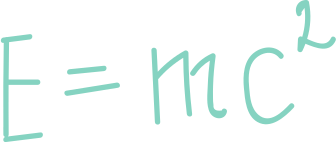 E = mc²